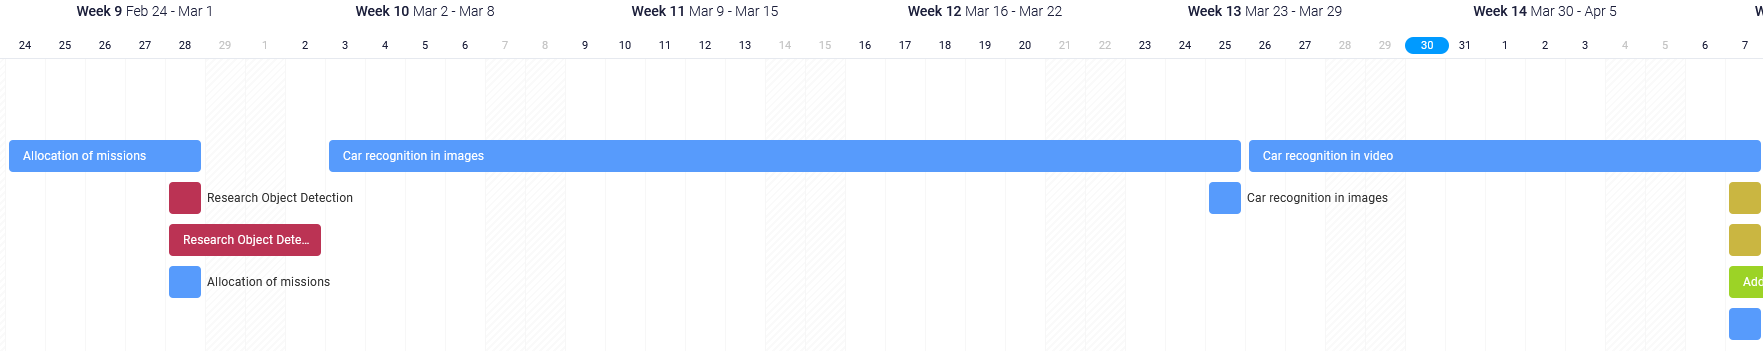 Week 9 Feb 24 - Mar 1 Week 10 Mar 2 - Mar 8 Week 11 Mar 9 - Mar 15 Week 12 Mar 16 - Mar 22 Week 13 Mar 23 - Mar 29 Week 14 Mar 30 - Apr 5
24 25 26 27 28 29 1 2 3 4 5 6 7 8 9 10 11 12 13 14 15 16 17 18 19 20 21 22 23 24 25 26 27 28 29 30 31 1 2 3 4 5 6 7
Allocation of missions Car recognition in images Car recognition in video
Research Object Detection Car recognition in images
Research Object Dete...
Allocation of missions